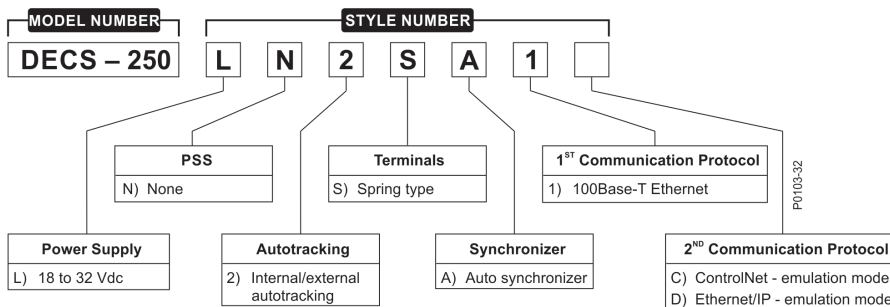 MODEL NUMBER
STYLE NUMBER
DECS – 250 L N 2 S A 1
PSS
N) None
Terminals
S) Spring type
1ST Communication Protocol
1) 100Base-T Ethernet
P0103-32
Power Supply
L) 18 to 32 Vdc
Autotracking
2) Internal/external
autotracking
Synchronizer
A) Auto synchronizer
2ND Communication Protocol
C) ControlNet - emulation mode
D) Ethernet/IP - emulation mode